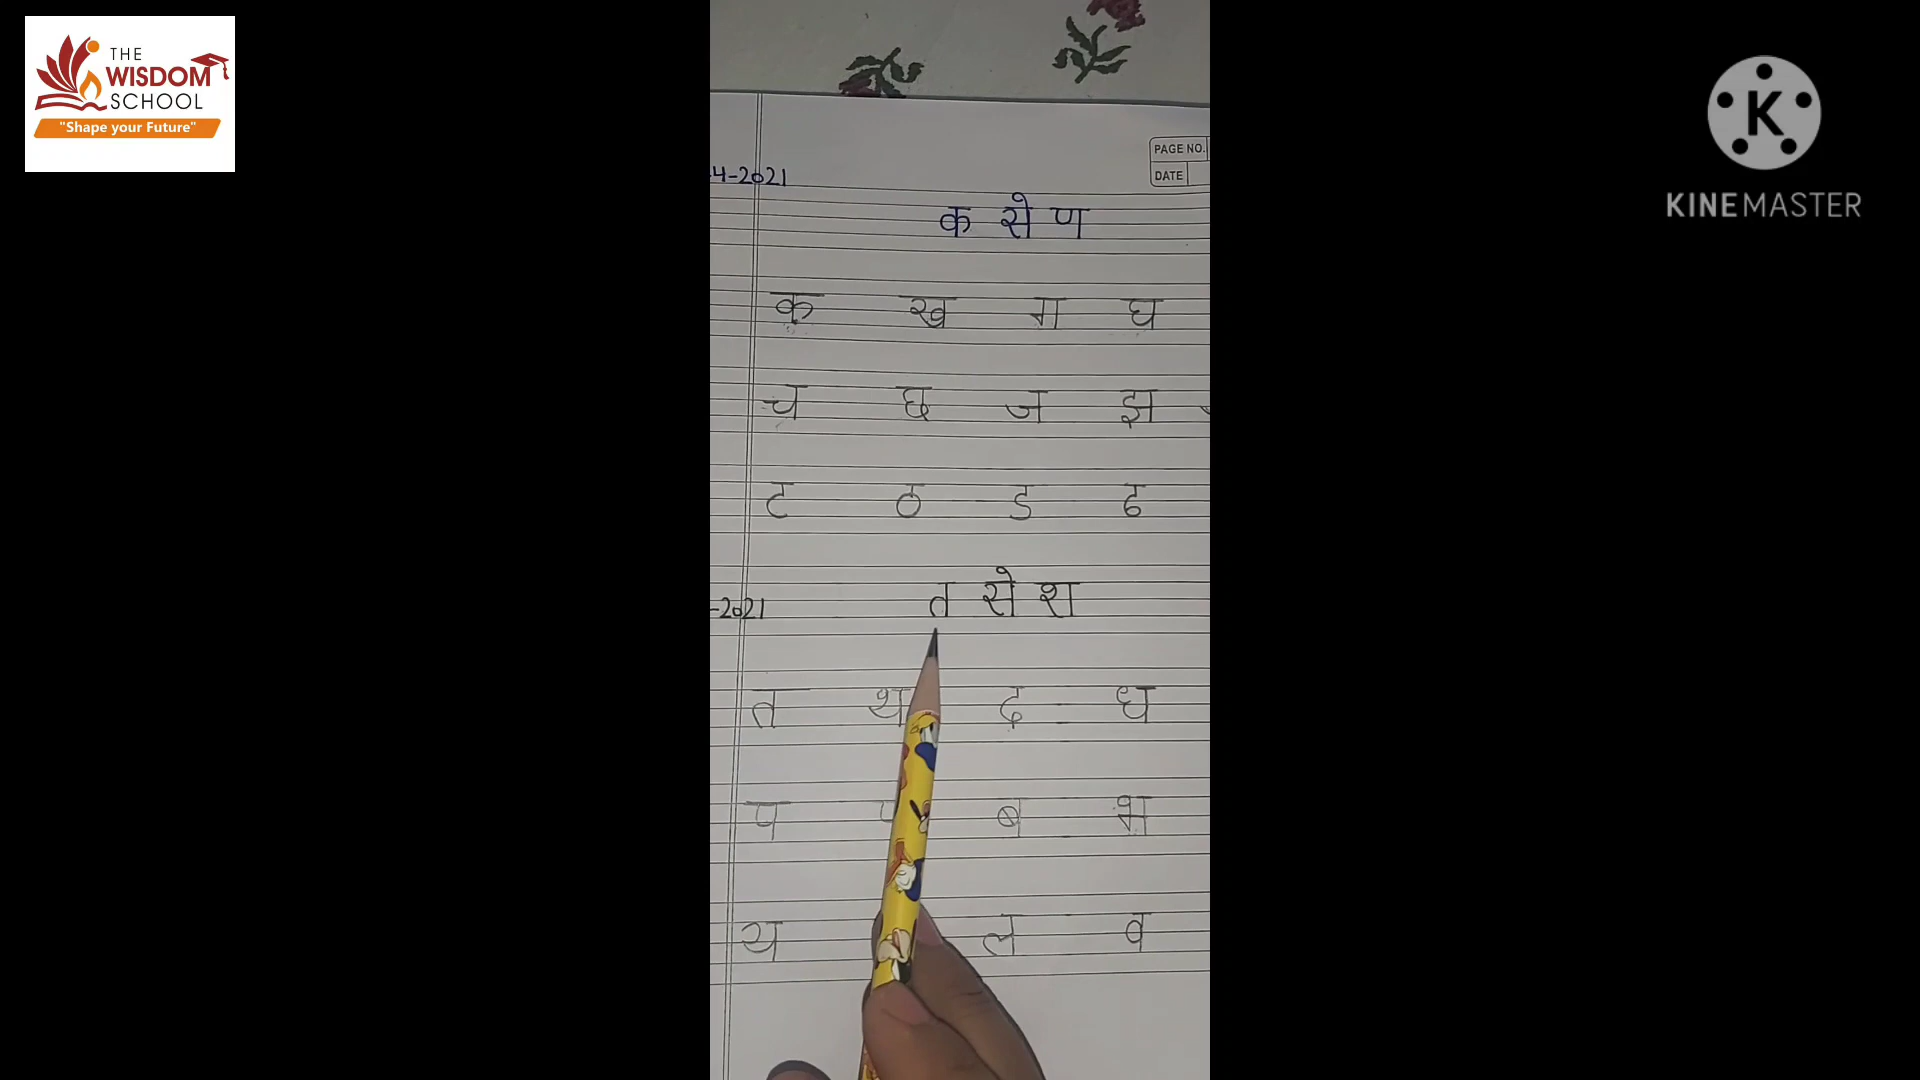 THE
WISDOM
SCHOOL
"Shape your Future"
K
KINEMASTER
PAGE NO.
DATE
4-2021
क से ण
क ख ग घ
च छ ज झ
ट ठ ड ढ
-2021
त से श
त थ द ध
प ब भ
य ल व